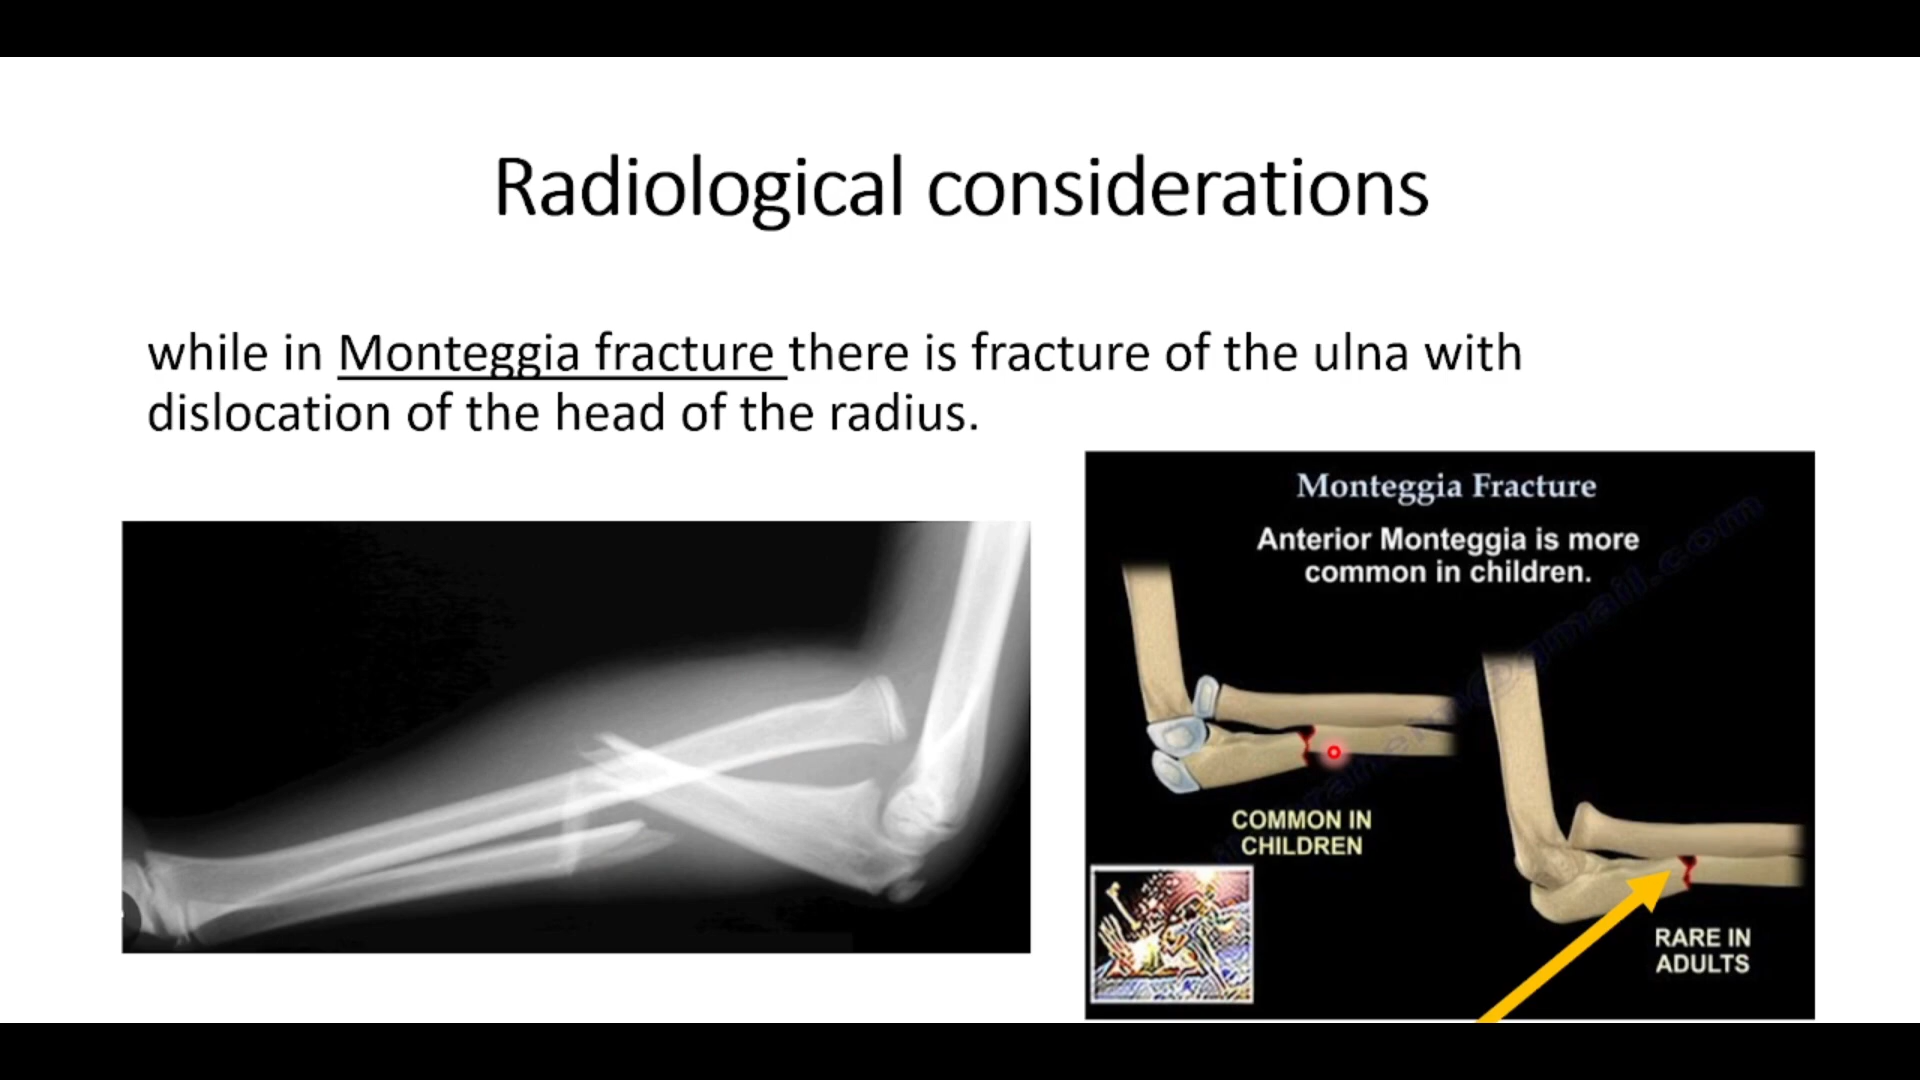 Radiological considerations
while in Monteggia fracture there is fracture of the ulna with
dislocation of the head of the radius.
Monteggia Fracture
Anterior Monteggia is more
common in children.
COMMON IN
CHILDREN
RARE IN
ADULTS